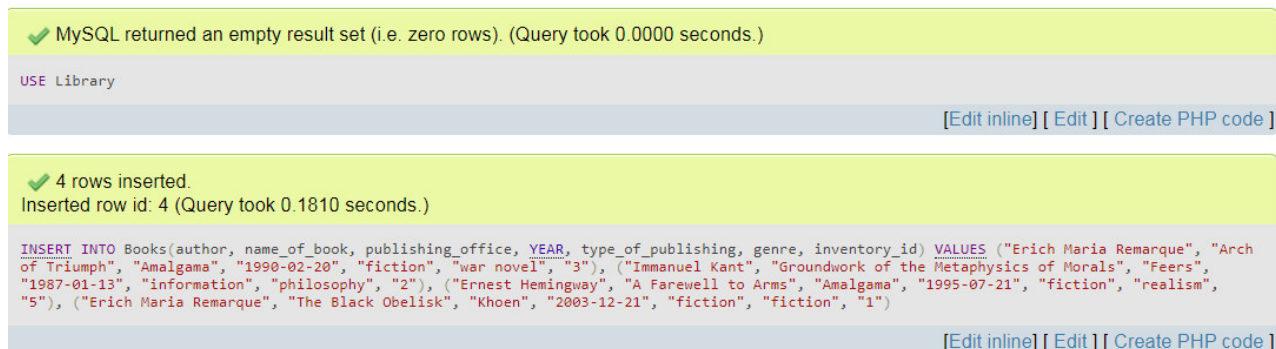 MySQL returned an empty result set (i.e. zero rows). (Query took 0.0000 seconds.)
USE Library
[Edit inline] [ Edit ] [ Create PHP code ]
4 rows inserted.
Inserted row id: 4 (Query took 0.1810 seconds.)
INSERT INTO Books(author, name_of_book, publishing_office, YEAR, type_of_publishing, genre, inventory_id) VALUES ("Erich Maria Remarque", "Arch
of Triumph", "Amalgama", "1990-02-20", "fiction", "war novel", "3"), ("Immanuel Kant", "Groundwork of the Metaphysics of Morals", "Feers",
"1987-01-13", "information", "philosophy", "2"), ("Ernest Hemingway", "A Farewell to Arms", "Amalgama", "1995-07-21", "fiction", "realism",
"5"), ("Erich Maria Remarque", "The Black Obelisk", "Khoen", "2003-12-21", "fiction", "fiction", "1")
[Edit inline] [ Edit ] [ Create PHP code ]